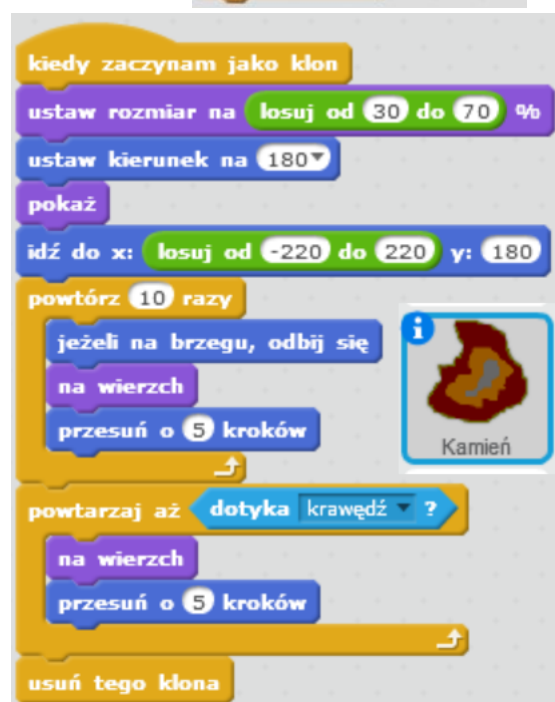 kiedy zaczynam jako klon
ustaw rozmiar na losuj od 30 do 70 %
ustaw kierunek na 180
pokaż
idź do x: losuj od -220 do 220 y: 180
powtórz 10 razy
jeżeli na brzegu, odbij się
na wierzch
przesuń o 5 kroków
i
Kamień
powtarzaj aż dotyka krawędź ?
na wierzch
przesuń o 5 kroków
usuń tego klona